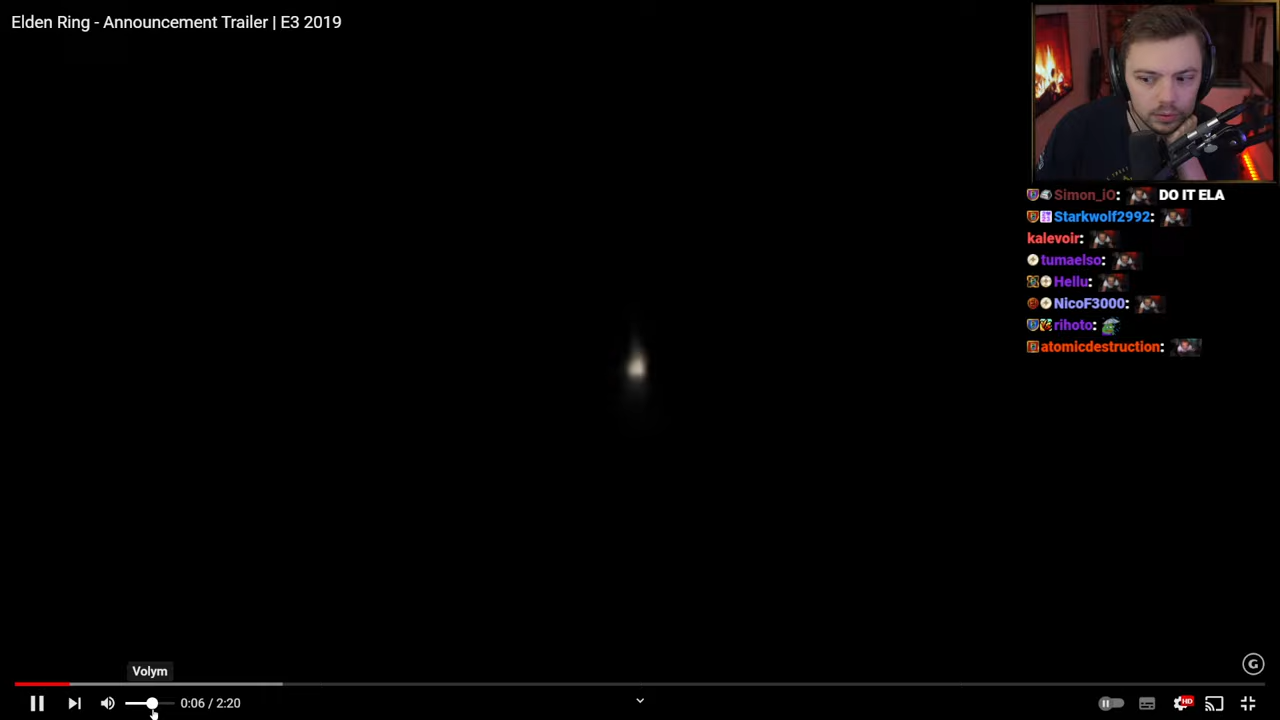 Elden Ring - Announcement Trailer | E3 2019
Simon_iO: DO IT ELA
Starkwolf2992:
kalevoir:
tumaelso:
Hellu:
NicoF3000:
rihoto:
atomicdestruction:
G
Volym
0:06 / 2:20
HD